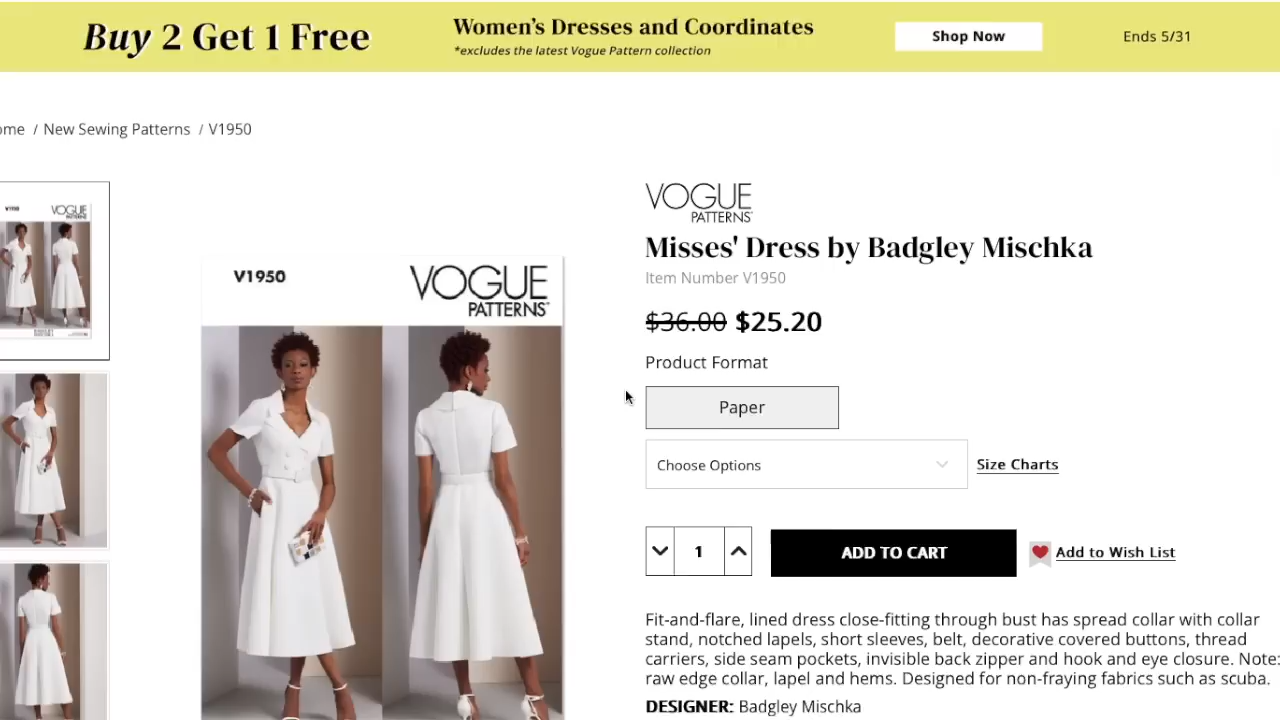 Buy 2 Get 1 Free
Women's Dresses and Coordinates
*excludes the latest Vogue Pattern collection
Shop Now
Ends 5/31
ome / New Sewing Patterns / V1950
V1950
VOGUE
PATTERNS
VOGUE
PATTERNS
Misses' Dress by Badgley Mischka
Item Number V1950
$36.00 $25.20
Product Format
Paper
Choose Options
Size Charts
1
ADD TO CART
Add to Wish List
V1950
VOGUE
PATTERNS
Fit-and-flare, lined dress close-fitting through bust has spread collar with collar
stand, notched lapels, short sleeves, belt, decorative covered buttons, thread
carriers, side seam pockets, invisible back zipper and hook and eye closure. Note:
raw edge collar, lapel and hems. Designed for non-fraying fabrics such as scuba.
DESIGNER: Badgley Mischka